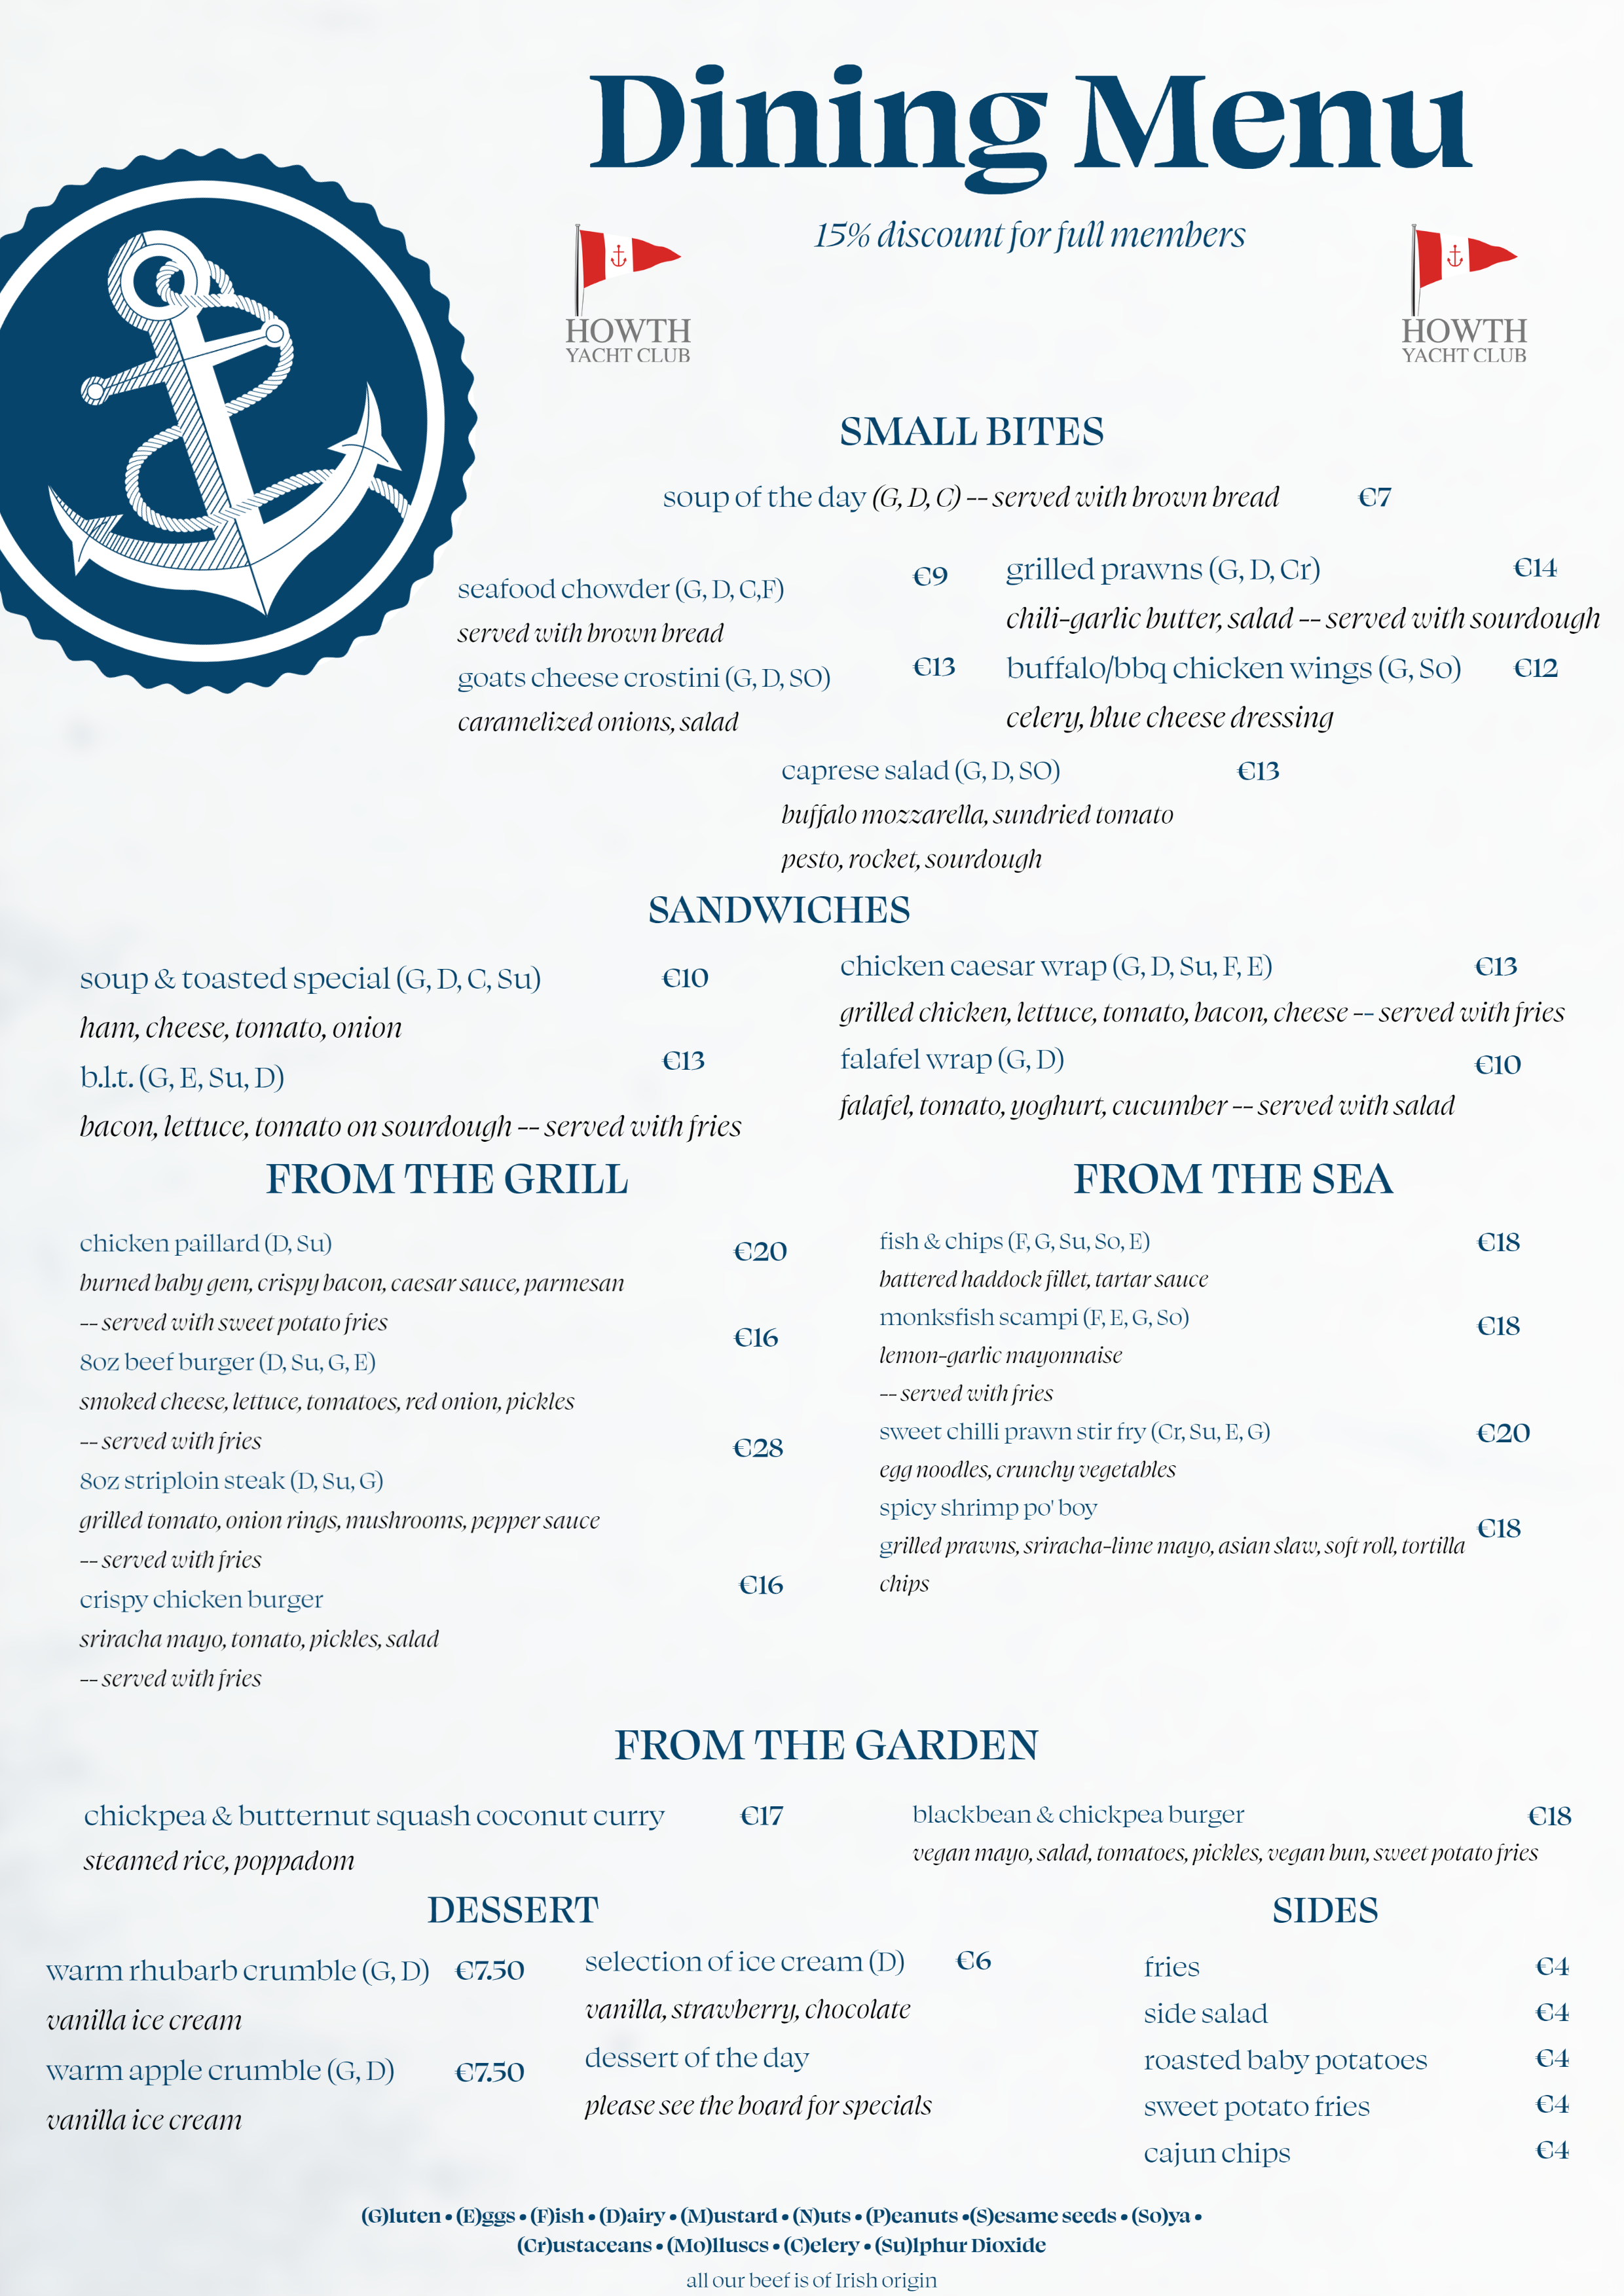 Dining Menu
15% discount for full members
HOWTH
YACHT CLUB
HOWTH
YACHT CLUB
SMALL BITES
soup of the day (G, D, C) -- served with brown bread €7
seafood chowder (G, D, C,F) €9
served with brown bread
goats cheese crostini (G, D, SO) €13
caramelized onions, salad
grilled prawns (G, D, Cr) €14
chili-garlic butter, salad -- served with sourdough
buffalo/bbq chicken wings (G, So) €12
celery, blue cheese dressing
caprese salad (G, D, SO) €13
buffalo mozzarella, sundried tomato
pesto, rocket, sourdough
SANDWICHES
soup & toasted special (G, D, C, Su) €10
ham, cheese, tomato, onion
b.l.t. (G, E, Su, D) €13
bacon, lettuce, tomato on sourdough -- served with fries
chicken caesar wrap (G, D, Su, F, E) €13
grilled chicken, lettuce, tomato, bacon, cheese -- served with fries
falafel wrap (G, D) €10
falafel, tomato, yoghurt, cucumber -- served with salad
FROM THE GRILL
chicken paillard (D, Su) €20
burned baby gem, crispy bacon, caesar sauce, parmesan
-- served with sweet potato fries
8oz beef burger (D, Su, G, E) €16
smoked cheese, lettuce, tomatoes, red onion, pickles
-- served with fries
8oz striploin steak (D, Su, G) €28
grilled tomato, onion rings, mushrooms, pepper sauce
-- served with fries
crispy chicken burger €16
sriracha mayo, tomato, pickles, salad
-- served with fries
FROM THE SEA
fish & chips (F, G, Su, So, E) €18
battered haddock fillet, tartar sauce
monksfish scampi (F, E, G, So) €18
lemon-garlic mayonnaise
-- served with fries
sweet chilli prawn stir fry (Cr, Su, E, G) €20
egg noodles, crunchy vegetables
spicy shrimp po' boy €18
grilled prawns, sriracha-lime mayo, asian slaw, soft roll, tortilla
chips
FROM THE GARDEN
chickpea & butternut squash coconut curry €17
steamed rice, poppadom
blackbean & chickpea burger €18
vegan mayo, salad, tomatoes, pickles, vegan bun, sweet potato fries
DESSERT
warm rhubarb crumble (G, D) €7.50
vanilla ice cream
warm apple crumble (G, D) €7.50
vanilla ice cream
selection of ice cream (D) €6
vanilla, strawberry, chocolate
dessert of the day
please see the board for specials
SIDES
fries €4
side salad €4
roasted baby potatoes €4
sweet potato fries €4
cajun chips €4
(G)luten • (E)ggs • (F)ish • (D)airy • (M)ustard • (N)uts • (P)eanuts •(S)esame seeds • (So)ya •
(Cr)ustaceans • (Mo)lluscs • (C)elery • (Su)lphur Dioxide
all our beef is of Irish origin